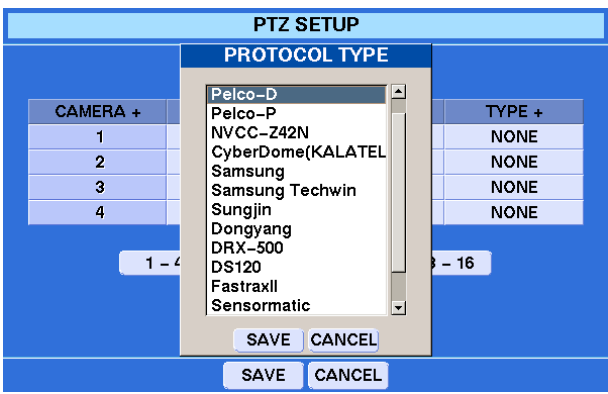 PTZ SETUP
PROTOCOL TYPE
Pelco-D
Pelco-P
NVCC-Z42N
CyberDome(KALATEL
Samsung
Samsung Techwin
Sungjin
Dongyang
DRX-500
DS120
FastraxII
Sensormatic
SAVE CANCEL
CAMERA + TYPE +
1 NONE
2 NONE
3 NONE
4 NONE
1 - 16
SAVE CANCEL